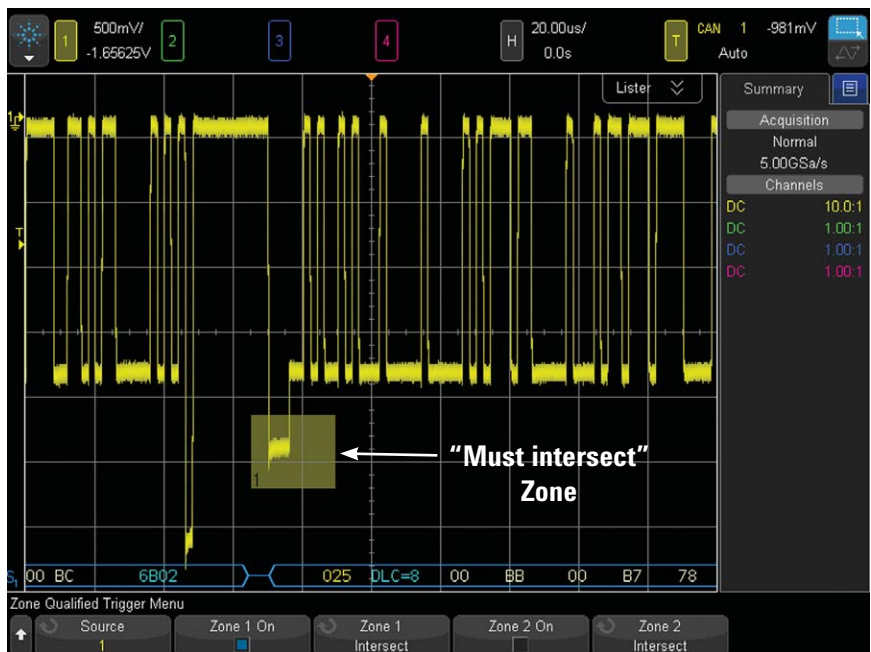 1 500mV/ 2 3 4 H 20.00us/ T CAN 1 -981mV
-1.65625V 0.0s Auto
Lister
Summary
Acquisition
Normal
5.00GSa/s
Channels
DC 10.0:1
DC 1.00:1
DC 1.00:1
DC 1.00:1
1
T
1
“Must intersect”
Zone
S1 00 BC 6B02 025 DLC=8 00 BB 00 B7 78
Zone Qualified Trigger Menu
Source Zone 1 On Zone 1 Zone 2 On Zone 2
1 Intersect Intersect